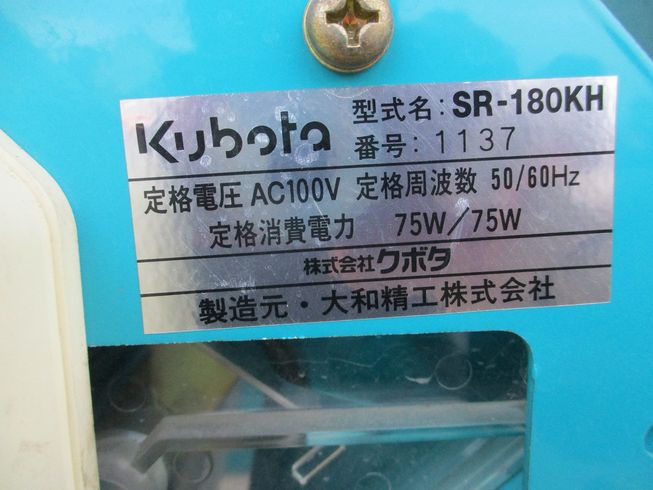 Kubota
型式名: SR-180KH
番号: 1137
定格電圧 AC100V 定格周波数 50/60Hz
定格消費電力 75W/75W
株式会社クボタ
製造元・大和精工株式会社